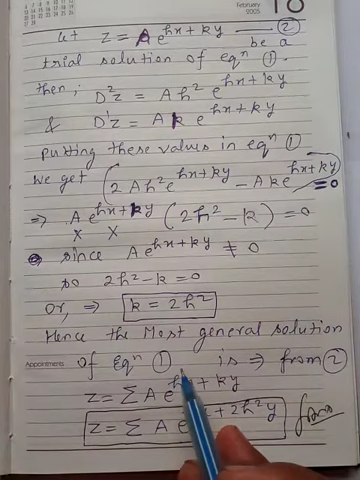 February
2005
18
Let z = A e^{hx + ky} — ②
be a
trial solution of eqⁿ ①.
then; D²z = A h² e^{hx + ky}
& D'z = A k e^{hx + ky}
putting these values in eqⁿ ①
we get (2 A h² e^{hx + ky} − A k e^{hx + ky}) = 0
⇒ A e^{hx + ky} (2h² − k) = 0
x x
since A e^{hx + ky} ≠ 0
so 2h² − k = 0
or, ⇒ k = 2h²
Hence the Most general solution
Appointments
of Eqⁿ ① is ⇒ from ②
z = Σ A e^{hx + ky}
z = Σ A e + 2h²y